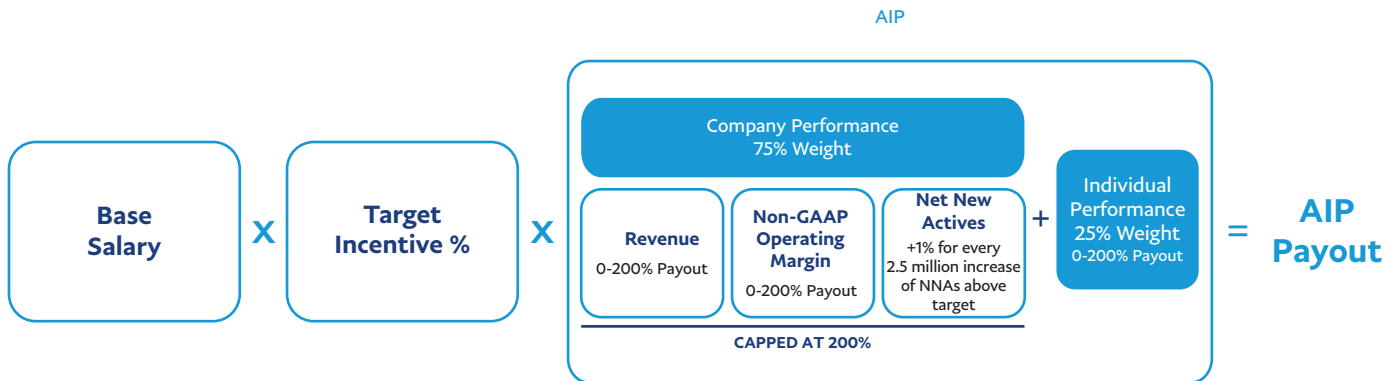 AIP
Company Performance
75% Weight
Base
Salary
X
Target
Incentive %
X
Revenue
0-200% Payout
Non-GAAP
Operating
Margin
0-200% Payout
Net New
Actives
+1% for every
2.5 million increase
of NNAs above
target
CAPPED AT 200%
+
Individual
Performance
25% Weight
0-200% Payout
=
AIP
Payout